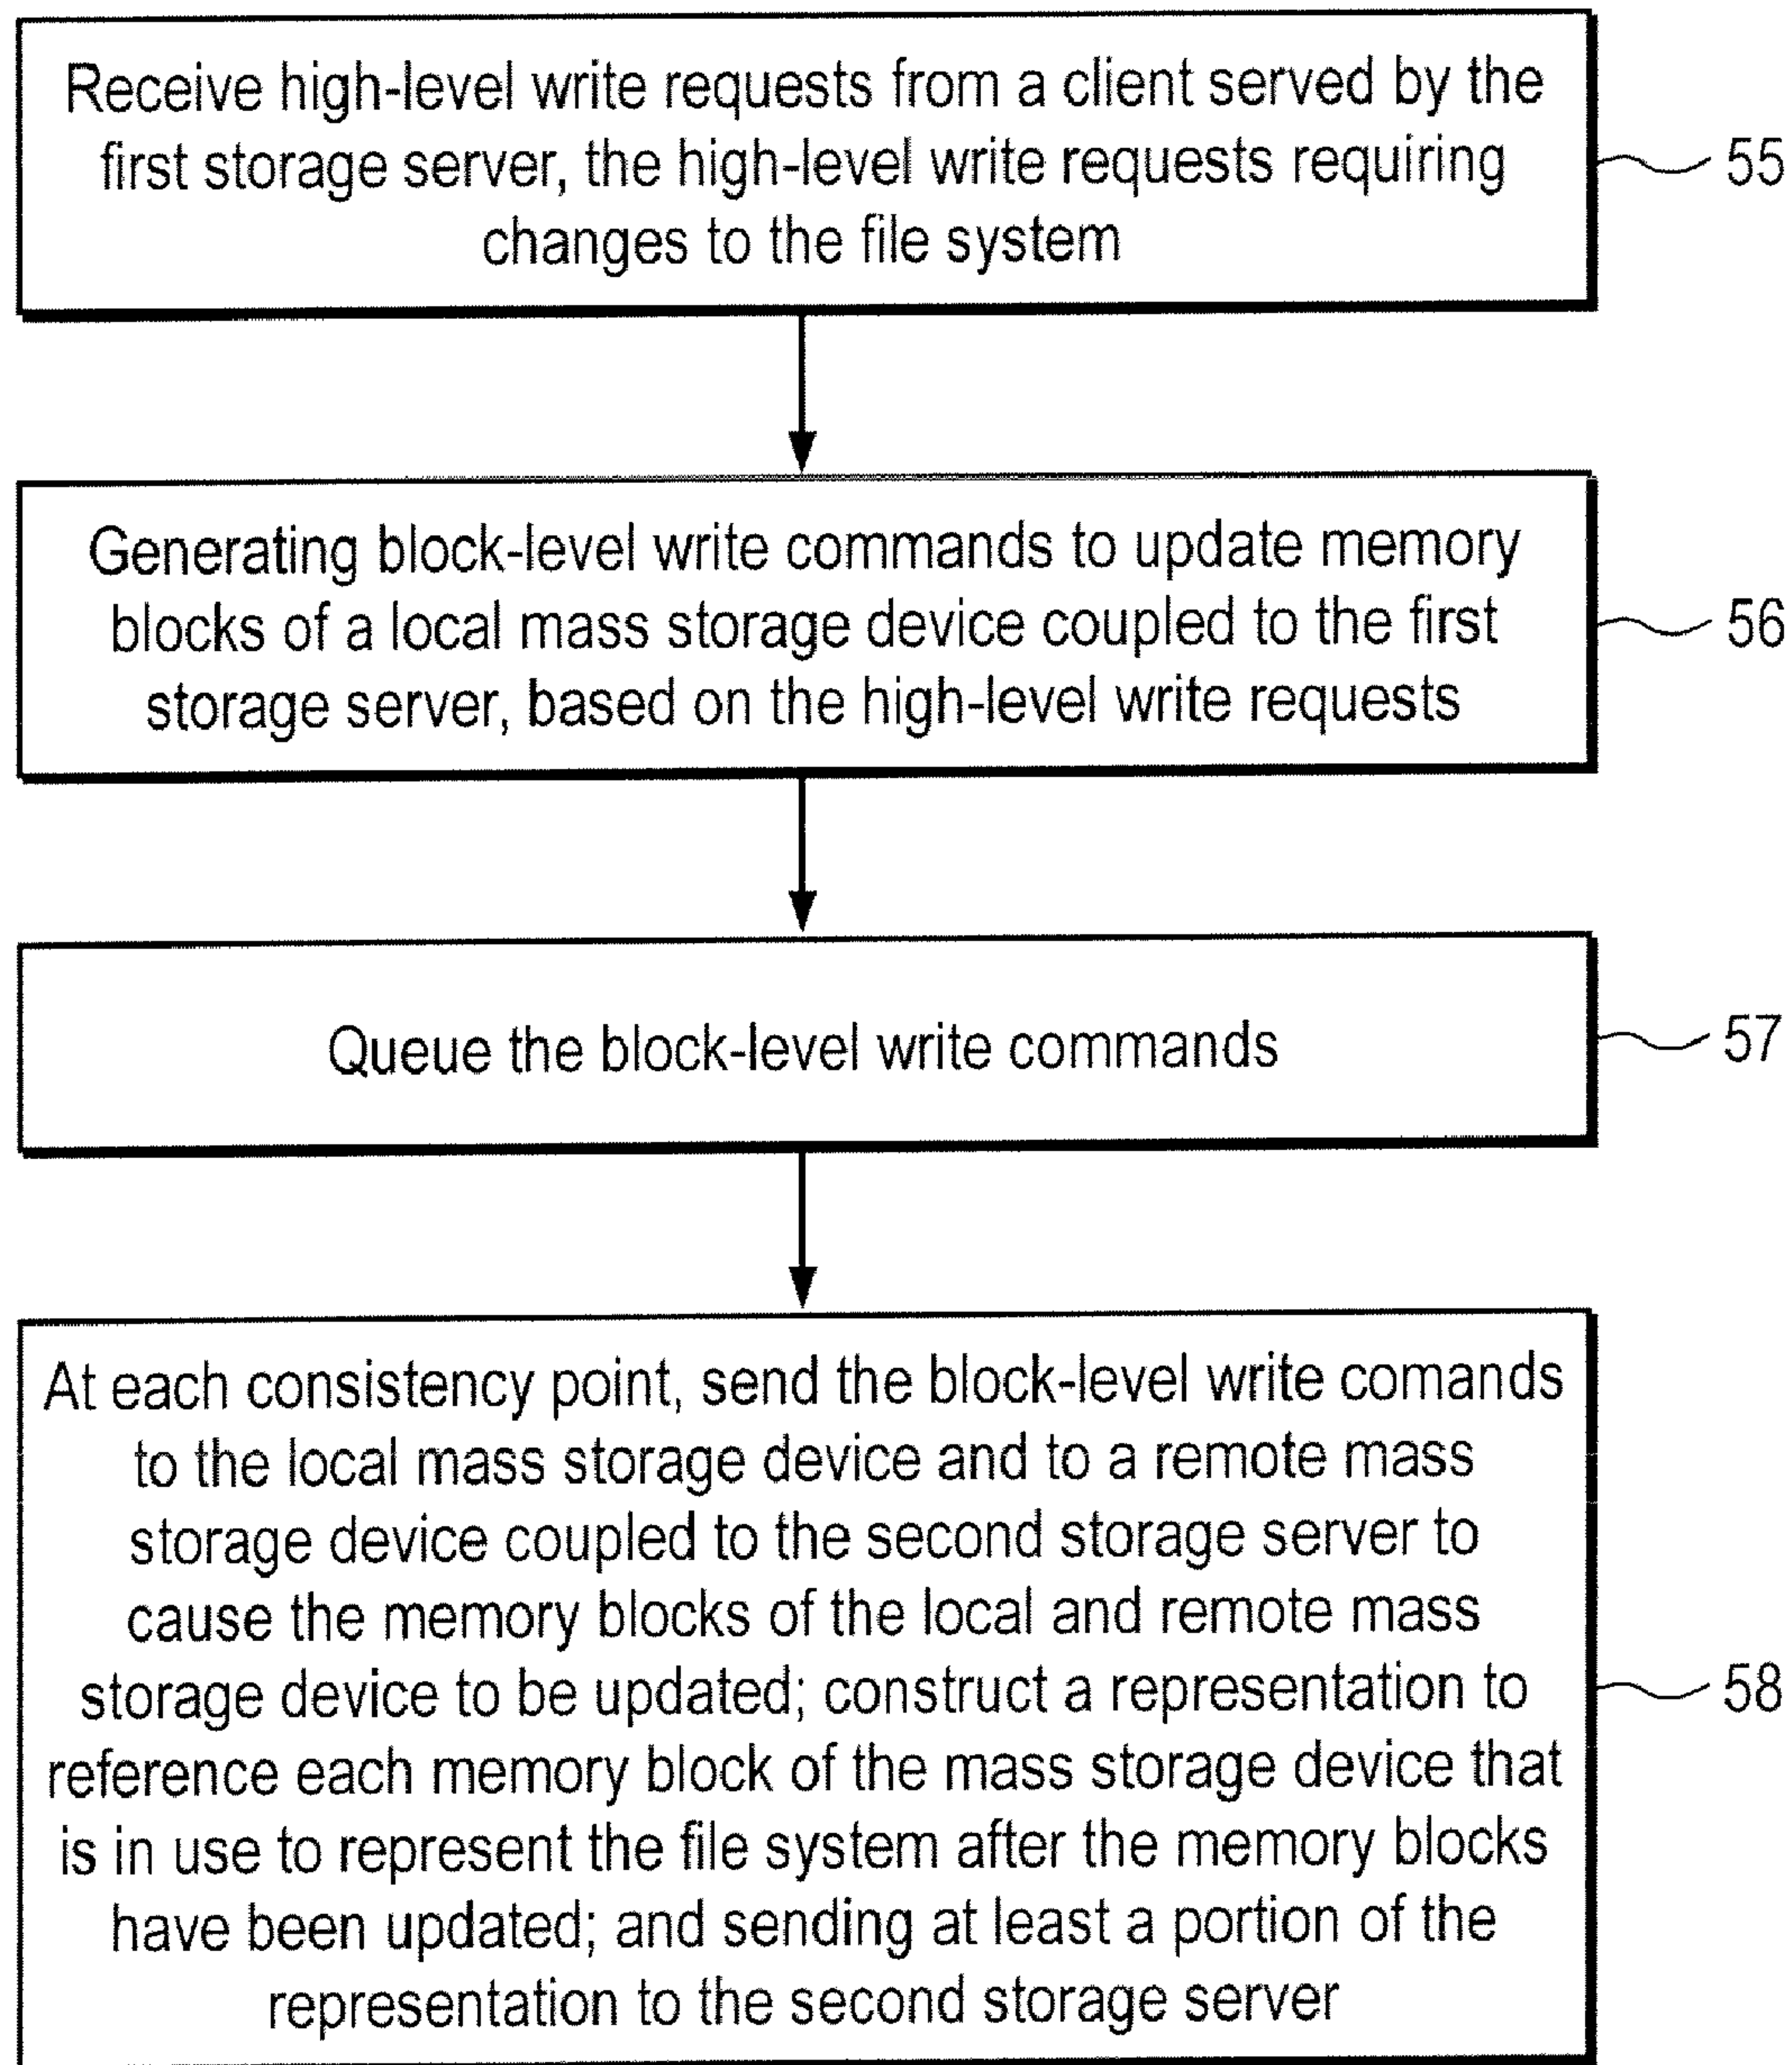 Receive high-level write requests from a client served by the
first storage server, the high-level write requests requiring
changes to the file system
55
Generating block-level write commands to update memory
blocks of a local mass storage device coupled to the first
storage server, based on the high-level write requests
56
Queue the block-level write commands
57
At each consistency point, send the block-level write comands
to the local mass storage device and to a remote mass
storage device coupled to the second storage server to
cause the memory blocks of the local and remote mass
storage device to be updated; construct a representation to
reference each memory block of the mass storage device that
is in use to represent the file system after the memory blocks
have been updated; and sending at least a portion of the
representation to the second storage server
58